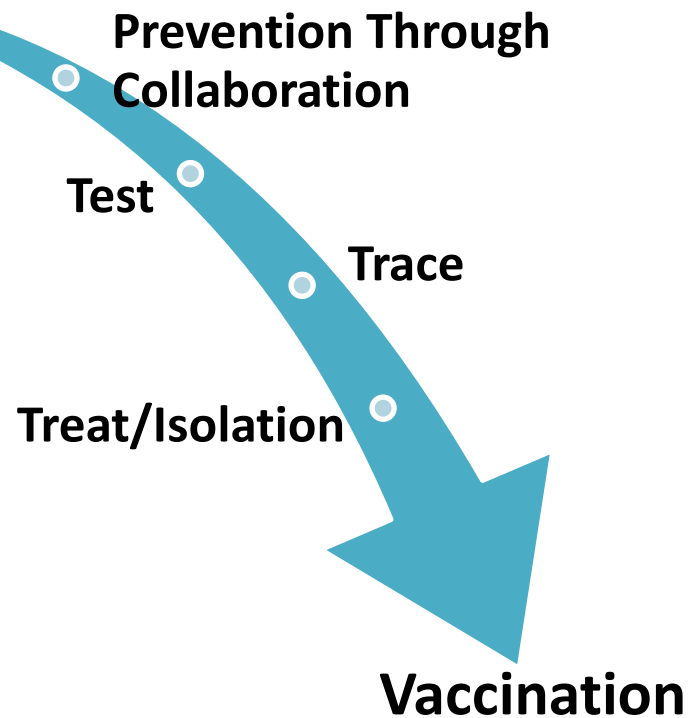 Prevention Through
Collaboration
Test
Trace
Treat/Isolation
Vaccination